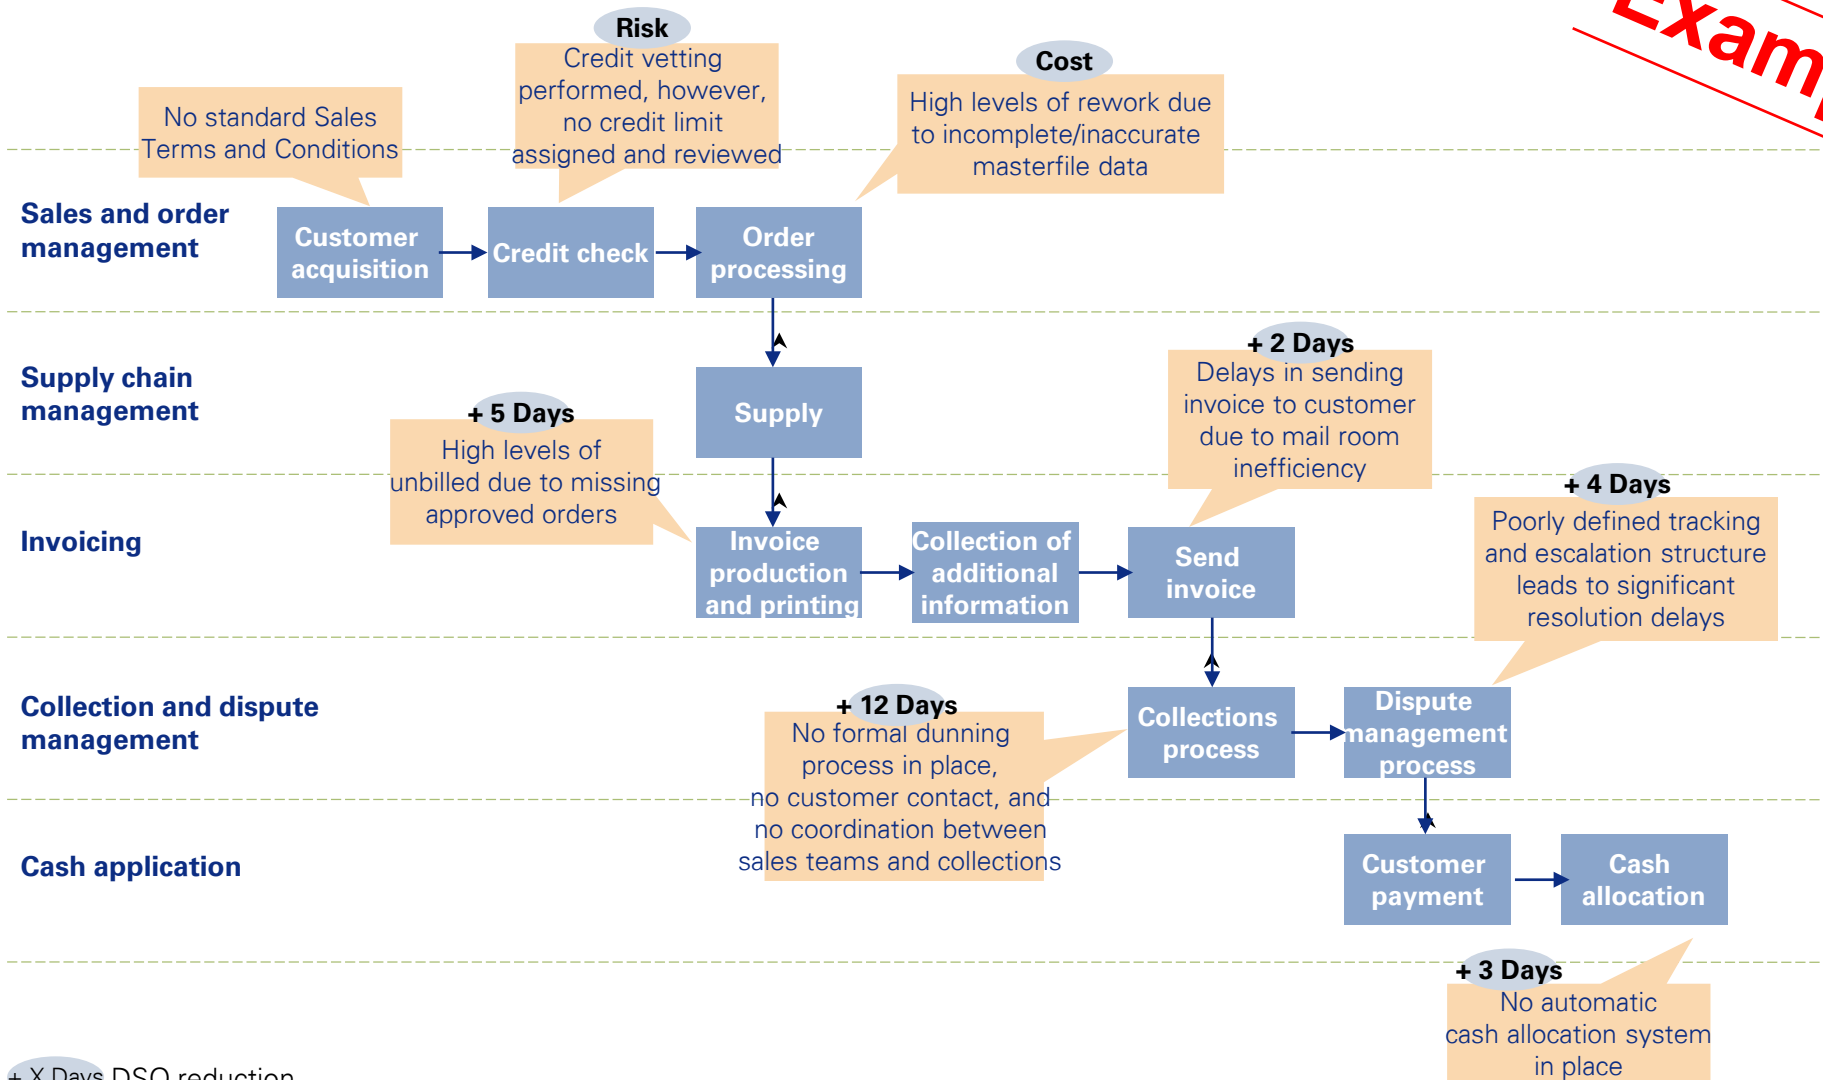 Risk
Credit vetting
performed, however,
no credit limit
assigned and reviewed
Cost
High levels of rework due
to incomplete/inaccurate
masterfile data
No standard Sales
Terms and Conditions
Sales and order
management
Customer
acquisition
Credit check
Order
processing
Supply chain
management
Supply
+ 5 Days
High levels of
unbilled due to missing
approved orders
+ 2 Days
Delays in sending
invoice to customer
due to mail room
inefficiency
+ 4 Days
Poorly defined tracking
and escalation structure
leads to significant
resolution delays
Invoicing
Invoice
production
and printing
Collection of
additional
information
Send
invoice
Collection and dispute
management
+ 12 Days
No formal dunning
process in place,
no customer contact, and
no coordination between
sales teams and collections
Collections
process
Dispute
management
process
Cash application
Customer
payment
Cash
allocation
+ 3 Days
No automatic
cash allocation system
in place
+ X Days DSO reduction